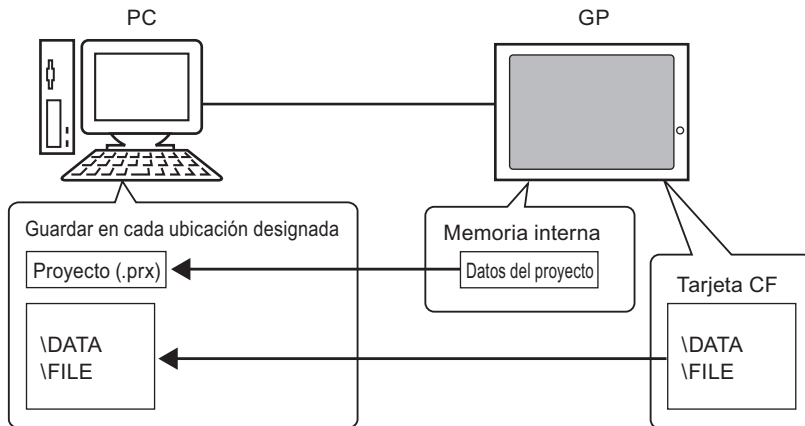 PC
GP
Guardar en cada ubicación designada
Proyecto (.prx)
\DATA
\FILE
Memoria interna
Datos del proyecto
Tarjeta CF
\DATA
\FILE